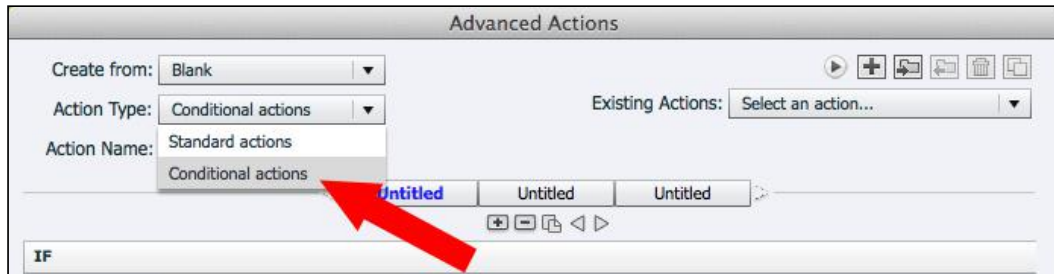 Advanced Actions
Create from: Blank
Action Type: Conditional actions
Existing Actions: Select an action...
Standard actions
Action Name:
Conditional actions
Untitled Untitled Untitled
IF